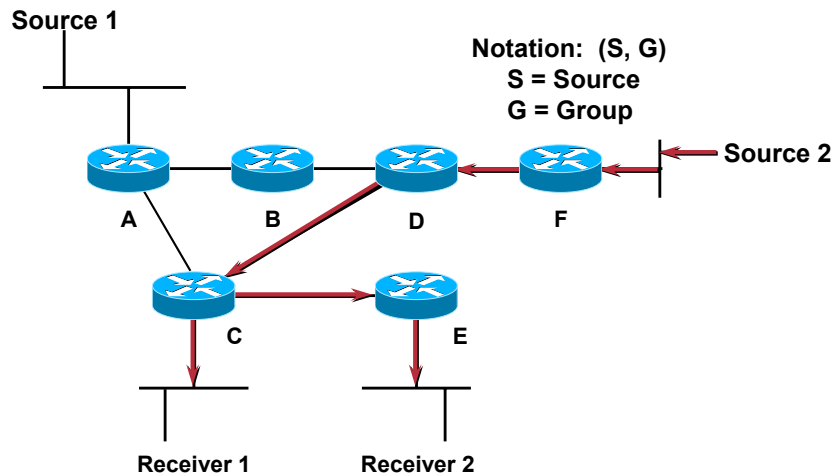 Source 1
Notation: (S, G)
S = Source
G = Group
Source 2
A
B
D
F
C
E
Receiver 1
Receiver 2